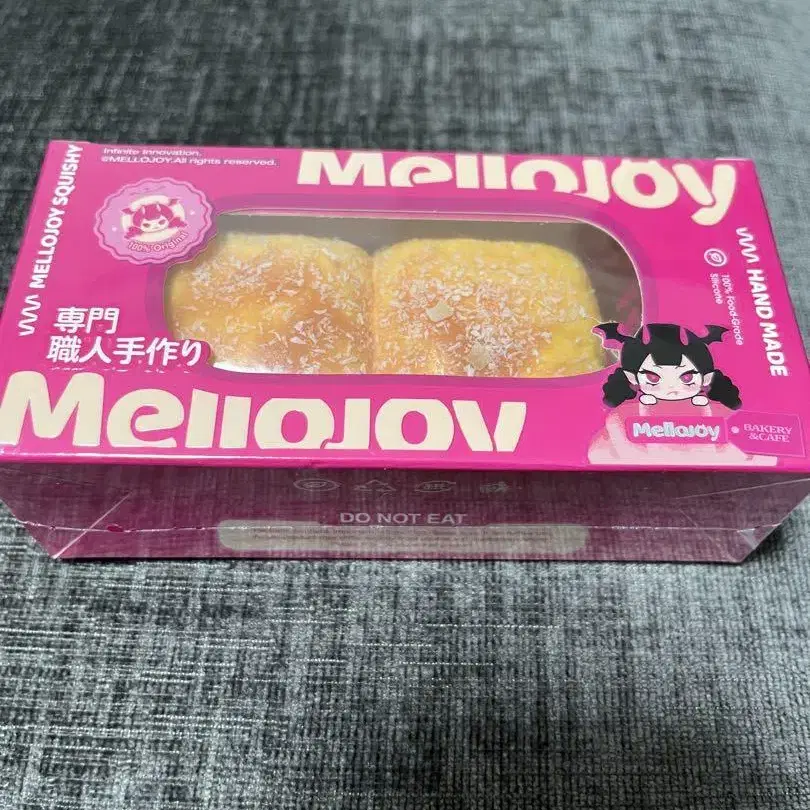 Infinite Innovation.
©MELLOJOY.All rights reserved.
Mellojoy
MELLOJOY SQUISHY
100% Original
専門
職人手作り
HAND MADE
100% Food-Grade
Silicone
Mellojoy
Mellojoy
BAKERY
&CAFE
DO NOT EAT